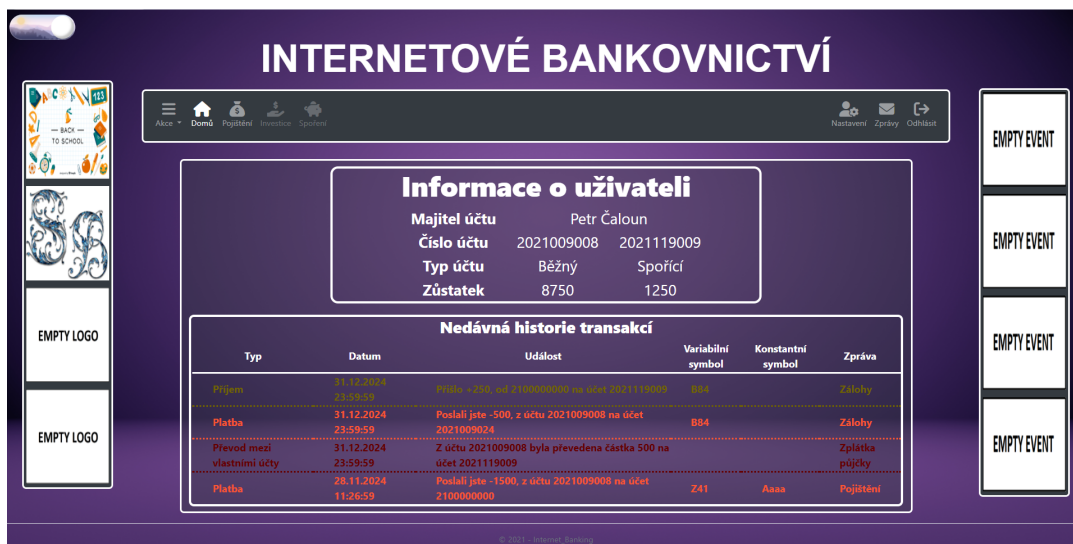 INTERNETOVÉ BANKOVNICTVÍ
A C 123
— BACK —
TO SCHOOL
SB
EMPTY LOGO
EMPTY LOGO
Akce Domů Pojištění Investice Spoření
Nastavení Zprávy Odhlásit
Informace o uživateli
Majitel účtu Petr Čaloun
Číslo účtu 2021009008 2021119009
Typ účtu Běžný Spořící
Zůstatek 8750 1250
Nedávná historie transakcí
Typ Datum Událost Variabilní symbol Konstantní symbol Zpráva
Příjem 31.12.2024 23:59:59 Přišlo +250, od 2100000000 na účet 2021119009 B84 Zálohy
Platba 31.12.2024 23:59:59 Poslali jste -500, z účtu 2021009008 na účet 2021009024 B84 Zálohy
Převod mezi vlastními účty 31.12.2024 23:59:59 Z účtu 2021009008 byla převedena částka 500 na účet 2021119009 Zplátka půjčky
Platba 28.11.2024 11:26:59 Poslali jste -1500, z účtu 2021009008 na účet 2100000000 Z41 Aaaa Pojištění
EMPTY EVENT
EMPTY EVENT
EMPTY EVENT
EMPTY EVENT
© 2021 - Internet_Banking